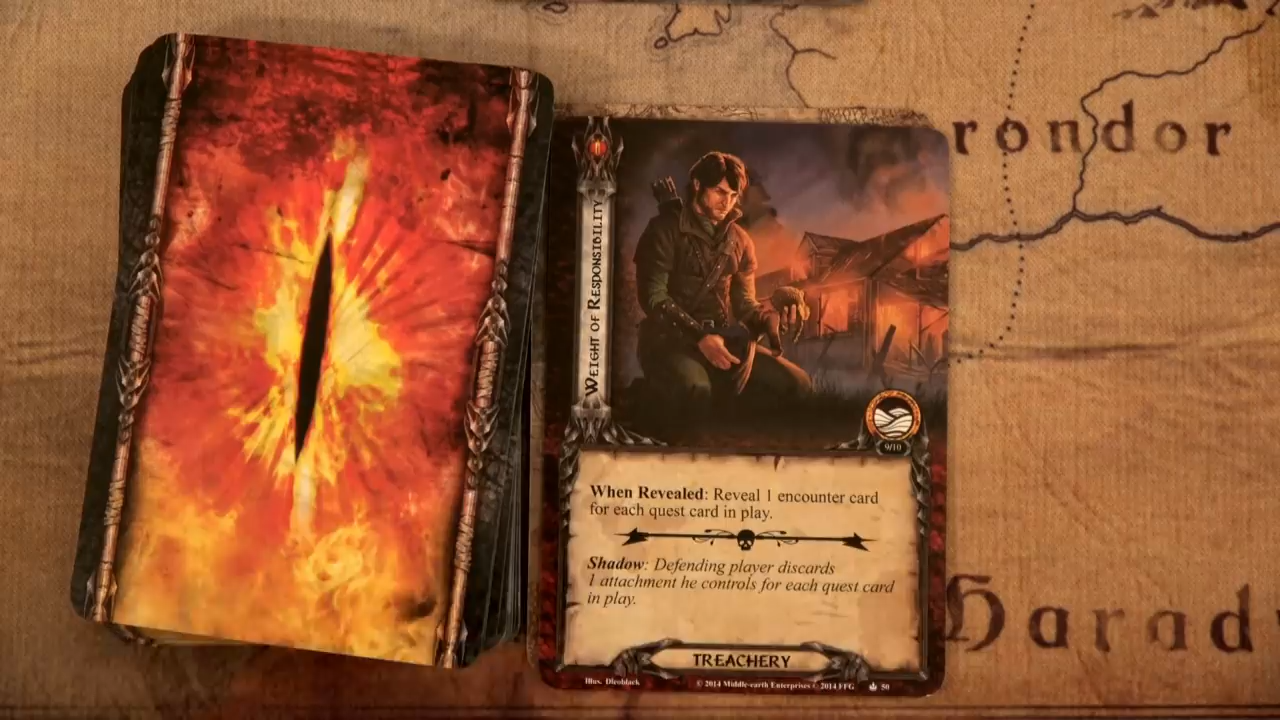 rondor
WEIGHT OF RESPONSIBILITY
9/10
When Revealed: Reveal 1 encounter card
for each quest card in play.
Shadow: Defending player discards
1 attachment he controls for each quest card
in play.
Harad
TREACHERY
Illus. Dleoblack
© 2014 Middle-earth Enterprises © 2014 FFG
50